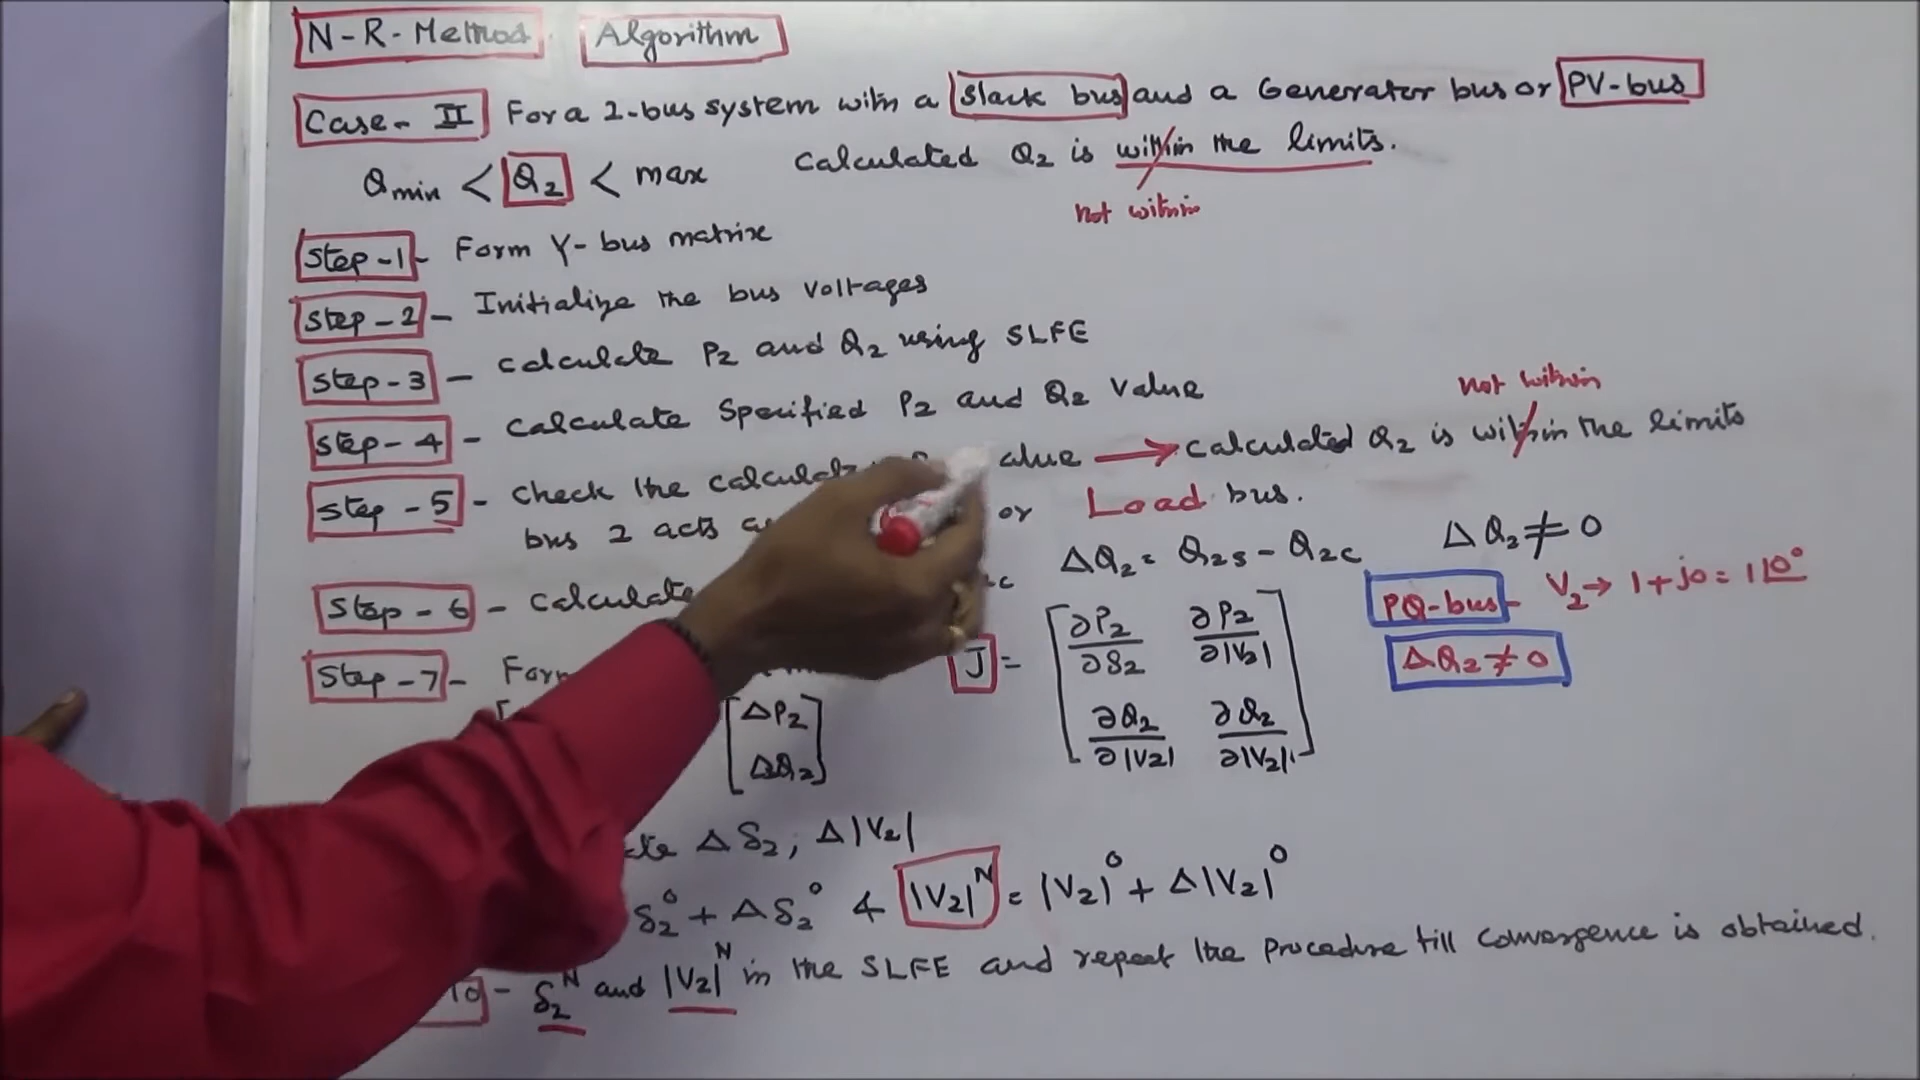 N-R-Method Algorithm
Case- II For a 2-bus system with a Slack bus and a Generator bus or PV-bus
Qmin < Q2 < max Calculated Q2 is within the limits.
not within
Step-1- Form Y-bus matrix
Step-2 - Initialize the bus voltages
Step-3 - calculate P2 and Q2 using SLFE
Step-4 - calculate Specified P2 and Q2 value
not within
Step-5 - check the → calculated Q2 is within the limits
bus 2 acts or Load bus.
ΔQ2 = Q2s - Q2c ΔQ2 ≠ 0
Step-6 - calculate
PQ-bus - V2 → 1+j0 = 1∠0°
ΔQ2 ≠ 0
Step-7 - J = [∂P2/∂δ2 ∂P2/∂|V2|
∂Q2/∂|V2| ∂Q2/∂|V2|]
[ΔP2
ΔQ2]
Δδ2, Δ|V2|
δ2⁰ + Δδ2⁰ & |V2|ᴺ = |V2|⁰ + Δ|V2|⁰
10 - δ2ᴺ and |V2|ᴺ in the SLFE and repeat the procedure till convergence is obtained.